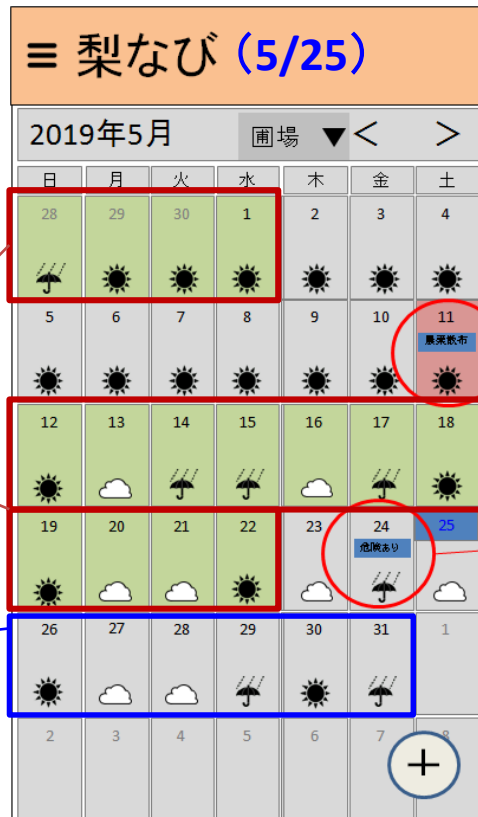 ≡ 梨なび（5/25）
2019年5月 圃場 ▼ < >
日 月 火 水 木 金 土
28 29 30 1 2 3 4
5 6 7 8 9 10 11
農薬散布
12 13 14 15 16 17 18
19 20 21 22 23 24 25
危険あり
26 27 28 29 30 31 1
2 3 4 5 6 7 8
+